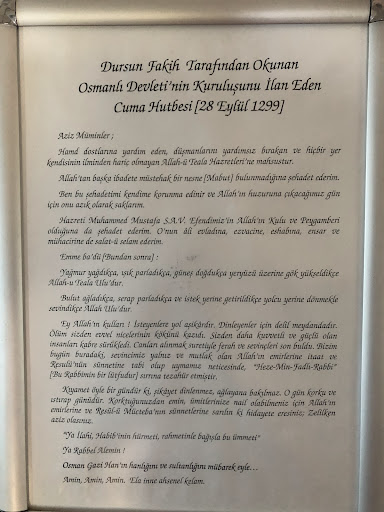 Dursun Fakih Tarafından Okunan
Osmanlı Devleti'nin Kuruluşunu İlan Eden
Cuma Hutbesi [28 Eylül 1299]
Aziz Müminler ;
Hamd dostlarına yardım eden, düşmanlarını yardımsız bırakan ve hiçbir yer
kendisinin ilminden hariç olmayan Allah-ü Teala Hazretleri'ne mahsustur.
Allah'tan başka ibadete müstehak bir nesne [Mabut] bulunmadığına şehadet ederim.
Ben bu şehadetimi kendime korunma edinir ve Allah'ın huzuruna çıkacağımız gün
için onu azık olarak saklarım.
Hazreti Muhammed Mustafa S.A.V. Efendimiz'in Allah'ın Kulu ve Peygamberi
olduğuna da şehadet ederim. O'nun âli evladına, ezvacine, eshabına, ensar ve
muhacirine de salat-ü selam ederim.
Emme ba'dü [Bundan sonra] :
Yağmur yağdıkça, ışık parladıkça, güneş doğdukca yeryüzü üzerine gök yükseldikçe
Allah-u Teala Ulu'dur.
Bulut ağladıkça, serap parladıkça ve istek yerine getirildikçe yolcu yerine dönmekle
sevindikçe Allah Ulu'dur.
Ey Allah'ın kulları ! İsteyenlere yol aşikârdır. Dinleyenler için delîl meydandadır.
Ölüm sizden evvel niçelerinin kökünü kazıdı. Sizden daha kuvvetli ve güçlü olan
insanları kabre sürükledi. Canları alınmak suretiyle ferah ve sevinçleri son buldu. Bizim
bugün buradaki, sevincimiz yalnız ve mutlak olan Allah'ın emirlerine itaat ve
Resulü'nün sünnetine tabi olup uymamız neticesinde, "Heze-Min-Fadli-Rabbi"
[Bu Rabbimin bir lütfudur] sırrına tezahür etmiştir.
Kıyamet öyle bir gündür ki, şikâyet dinlenmez, ağlayana bakılmaz. O gün korku ve
ıstırap günüdür. Korktuğunuzdan emin, ümitlerinize nail olabilmeniz için Allah'ın
emirlerine ve Resûl-ü Mücteba'nın sünnetlerine sarılın ki hidayete eresiniz; Zelilken
aziz olasınız.
"Ya İlahi, Habib'inin hürmeti, rahmetinle bağışla bu ümmeti"
Ya Rabbel Alemin !
Osman Gazi Han'ın hanlığını ve sultanlığını mübarek eyle...
Amin, Amin, Amin. Ela inne ahsenel kelam.